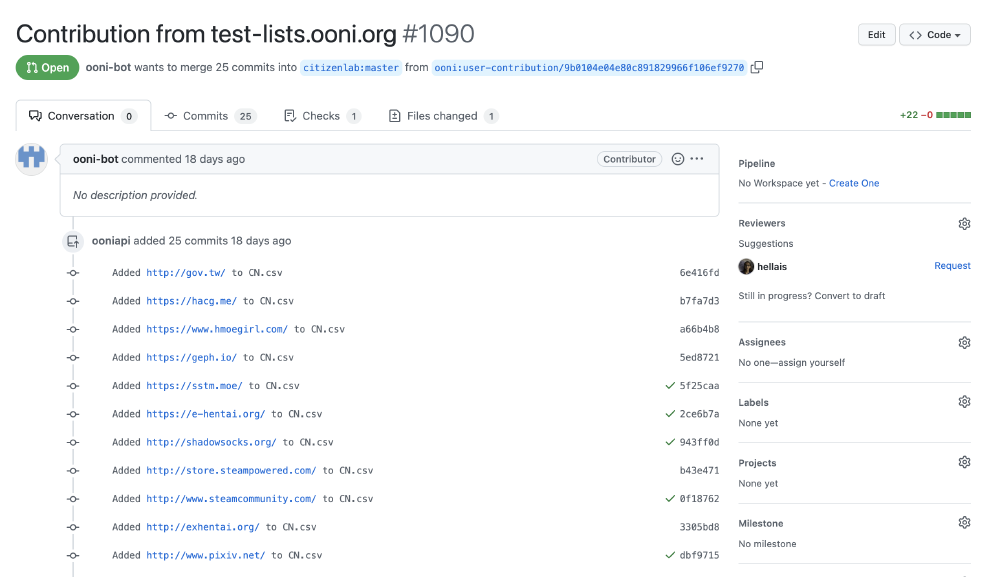 Contribution from test-lists.ooni.org #1090
Edit
Code
Open
ooni-bot wants to merge 25 commits into citizenlab:master from ooni:user-contribution/9b0104e04e80c891829966f106ef9270
Conversation 0
Commits 25
Checks 1
Files changed 1
+22 −0
ooni-bot commented 18 days ago
Contributor
No description provided.
ooniapi added 25 commits 18 days ago
Added http://gov.tw/ to CN.csv 6e416fd
Added https://hacg.me/ to CN.csv b7fa7d3
Added https://www.hmoegirl.com/ to CN.csv a66b4b8
Added https://geph.io/ to CN.csv 5ed8721
Added https://sstm.moe/ to CN.csv 5f25caa
Added https://e-hentai.org/ to CN.csv 2ce6b7a
Added http://shadowsocks.org/ to CN.csv 943ff0d
Added http://store.steampowered.com/ to CN.csv b43e471
Added http://www.steamcommunity.com/ to CN.csv 0f18762
Added http://exhentai.org/ to CN.csv 3305bd8
Added http://www.pixiv.net/ to CN.csv dbf9715
Pipeline
No Workspace yet - Create One
Reviewers
Suggestions
hellais Request
Still in progress? Convert to draft
Assignees
No one—assign yourself
Labels
None yet
Projects
None yet
Milestone
No milestone